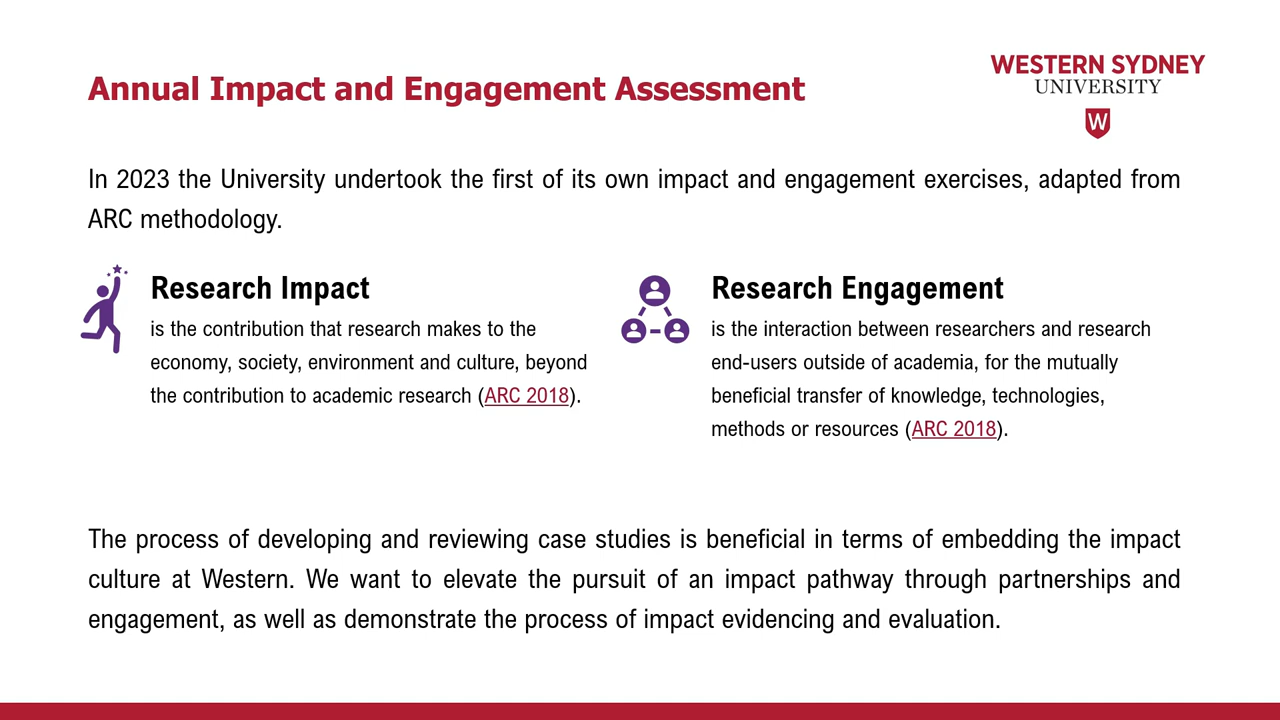 Annual Impact and Engagement Assessment
WESTERN SYDNEY
UNIVERSITY
W
In 2023 the University undertook the first of its own impact and engagement exercises, adapted from
ARC methodology.
Research Impact
is the contribution that research makes to the
economy, society, environment and culture, beyond
the contribution to academic research (ARC 2018).
Research Engagement
is the interaction between researchers and research
end-users outside of academia, for the mutually
beneficial transfer of knowledge, technologies,
methods or resources (ARC 2018).
The process of developing and reviewing case studies is beneficial in terms of embedding the impact
culture at Western. We want to elevate the pursuit of an impact pathway through partnerships and
engagement, as well as demonstrate the process of impact evidencing and evaluation.